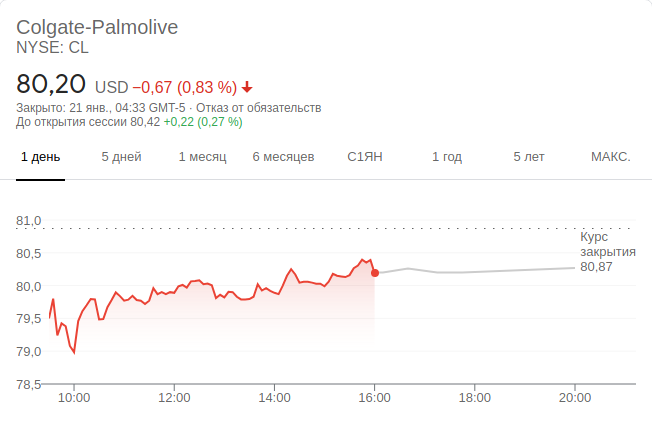 Colgate-Palmolive
NYSE: CL
80,20 USD −0,67 (0,83 %)
Закрыто: 21 янв., 04:33 GMT-5 · Отказ от обязательств
До открытия сессии 80,42 +0,22 (0,27 %)
1 день 5 дней 1 месяц 6 месяцев С1ЯН 1 год 5 лет МАКС.
81,0
Курс
закрытия
80,87
80,5
80,0
79,5
79,0
78,5
10:00 12:00 14:00 16:00 18:00 20:00